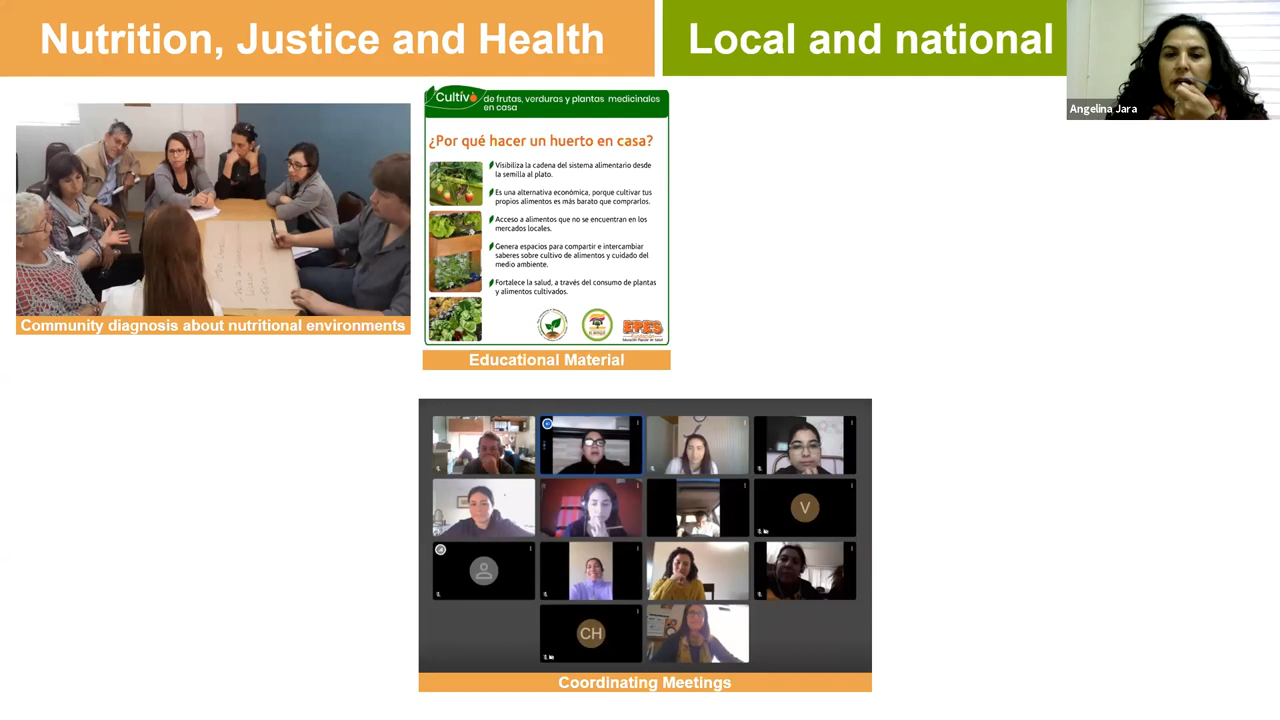 Nutrition, Justice and Health
Local and national
Angelina Jara
Cultivo
de frutas, verduras y plantas medicinales
en casa
¿Por qué hacer un huerto en casa?
Visibiliza la cadena del sistema alimentario desde
la semilla al plato.
Es una alternativa económica, porque cultivar tus
propios alimentos es más barato que comprarlos.
Acceso a alimentos que no se encuentran en los
mercados locales.
Genera espacios para compartir e intercambiar
saberes sobre cultivo de alimentos y cuidado del
medio ambiente.
Fortalece la salud, a través del consumo de plantas
y alimentos cultivados.
EPES
Educación Popular en Salud
Community diagnosis about nutritional environments
Educational Material
V
CH
Coordinating Meetings